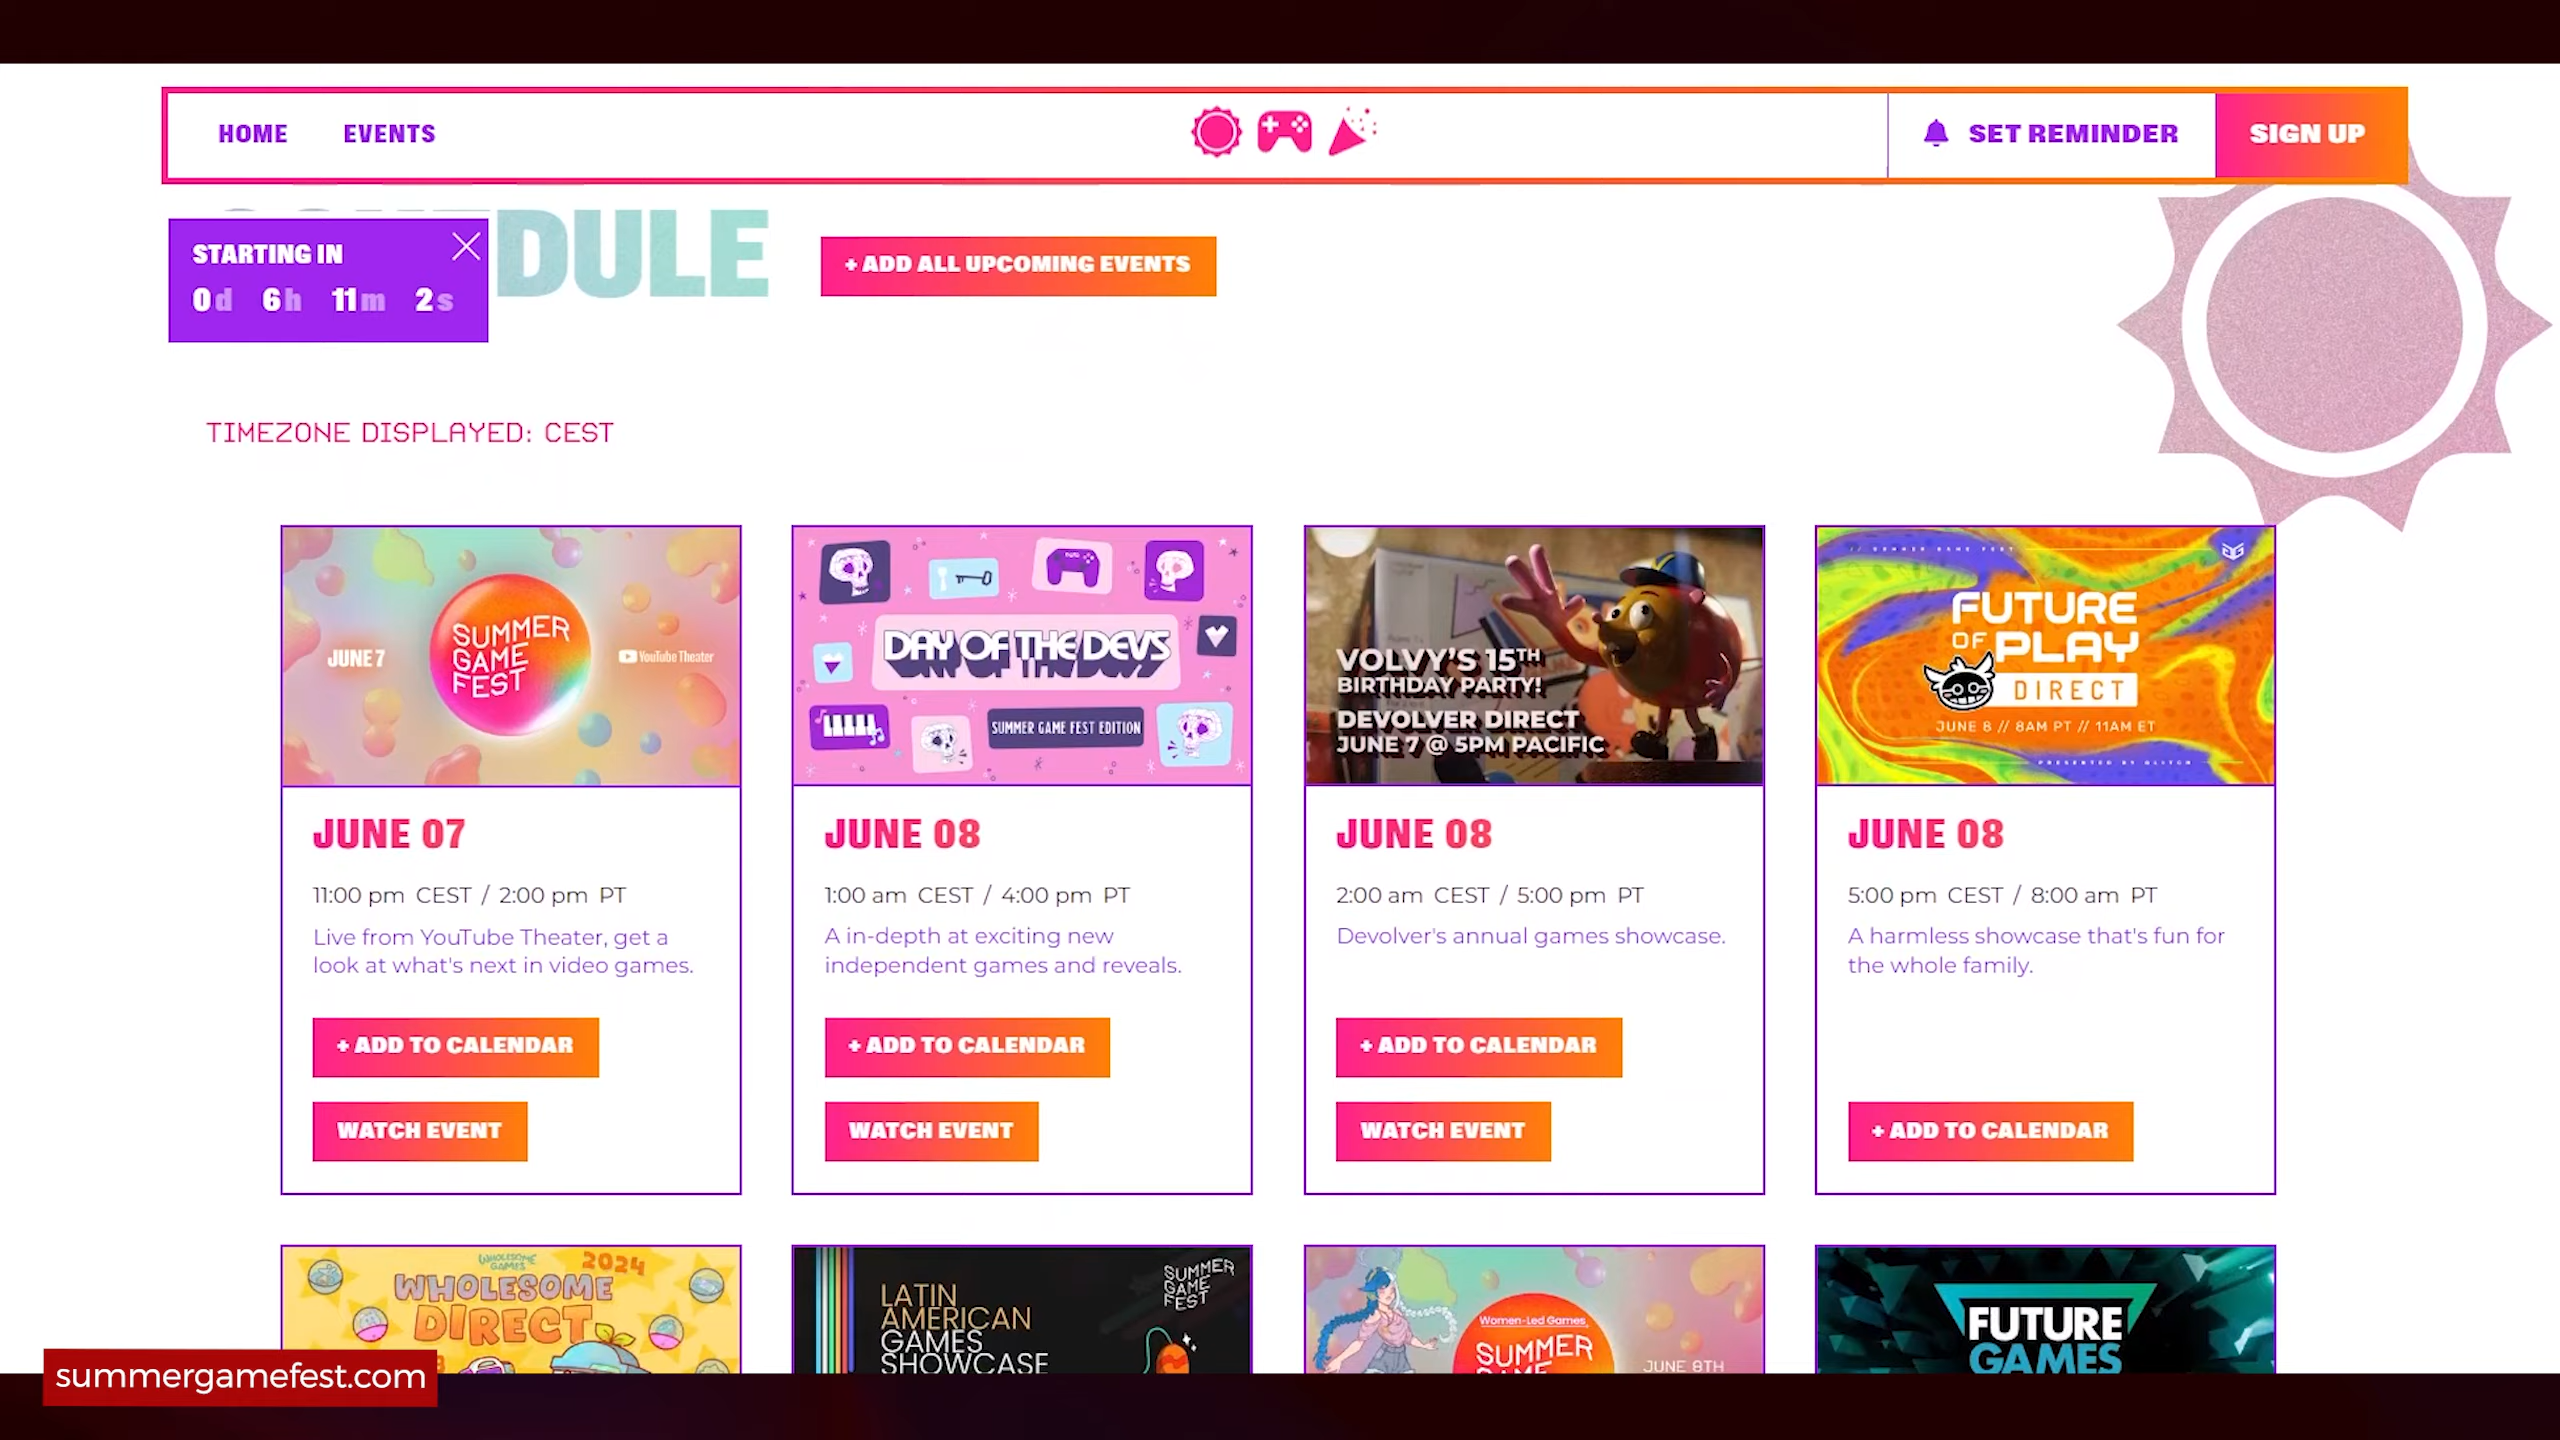 HOME
EVENTS
SET REMINDER
SIGN UP
DULE
STARTING IN
0d 6h 11m 2s
+ ADD ALL UPCOMING EVENTS
TIMEZONE DISPLAYED: CEST
JUNE 7
SUMMER
GAME
FEST
YouTube Theater
JUNE 07
11:00 pm CEST / 2:00 pm PT
Live from YouTube Theater, get a
look at what's next in video games.
+ ADD TO CALENDAR
WATCH EVENT
DAY OF THE DEVS
SUMMER GAME FEST EDITION
JUNE 08
1:00 am CEST / 4:00 pm PT
A in-depth at exciting new
independent games and reveals.
+ ADD TO CALENDAR
WATCH EVENT
VOLVY'S 15TH
BIRTHDAY PARTY!
DEVOLVER DIRECT
JUNE 7 @ 5PM PACIFIC
JUNE 08
2:00 am CEST / 5:00 pm PT
Devolver's annual games showcase.
+ ADD TO CALENDAR
WATCH EVENT
// SUMMER GAME FEST
FUTURE
OF PLAY
DIRECT
JUNE 8 // 8AM PT // 11AM ET
PRESENTED BY GLITCH
JUNE 08
5:00 pm CEST / 8:00 am PT
A harmless showcase that's fun for
the whole family.
+ ADD TO CALENDAR
WHOLESOME
GAMES
2024
WHOLESOME
DIRECT
LATIN
AMERICAN
GAMES
SHOWCASE
SUMMER
GAME
FEST
Women-Led Games
SUMMER
JUNE 8TH
FUTURE
GAMES
summergamefest.com